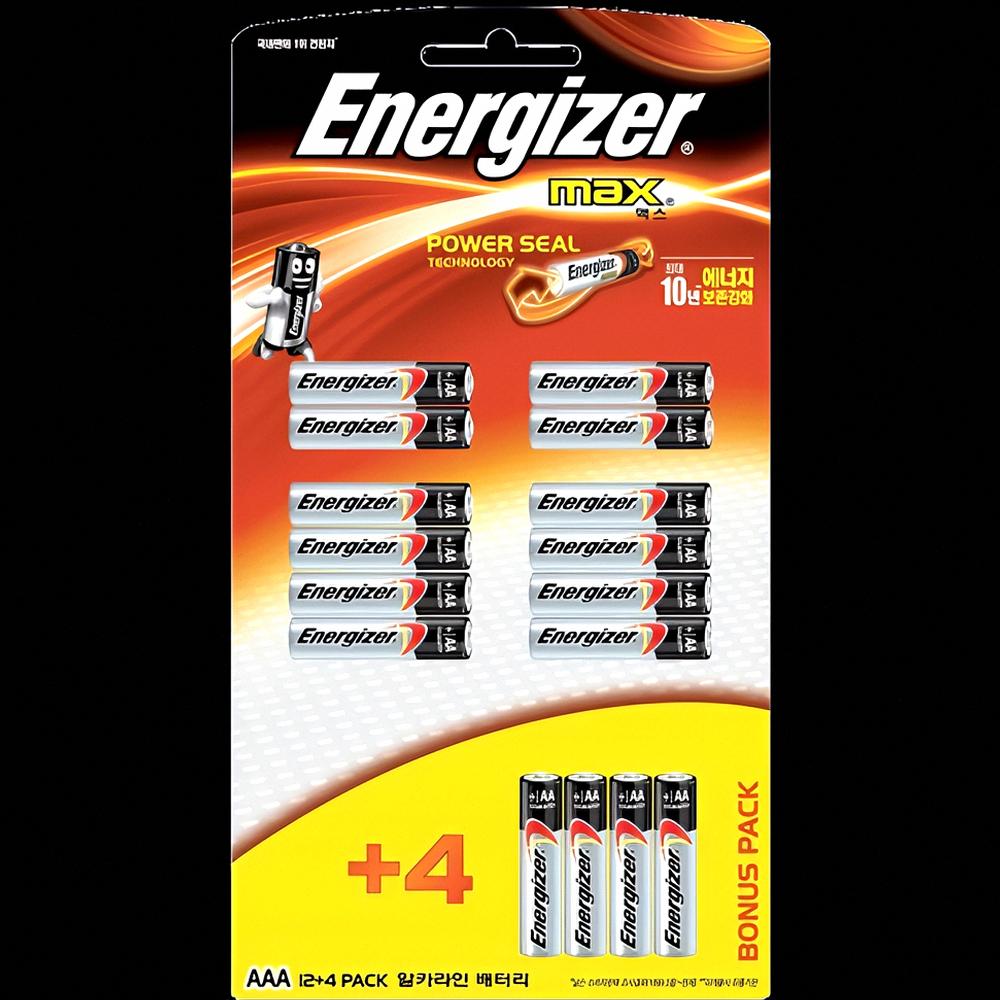 Energizer
max
맥스
POWER SEAL
TECHNOLOGY
Energizer
최대
10년 에너지
보존강화
Energizer
Energizer AA
Energizer AA
Energizer AA
Energizer AA
Energizer AA
Energizer AA
Energizer AA
Energizer AA
Energizer AA
Energizer AA
Energizer AA
Energizer AA
+4
AA AA AA AA
Energizer Energizer Energizer Energizer
BONUS PACK
AAA 12+4 PACK 알카라인 배터리